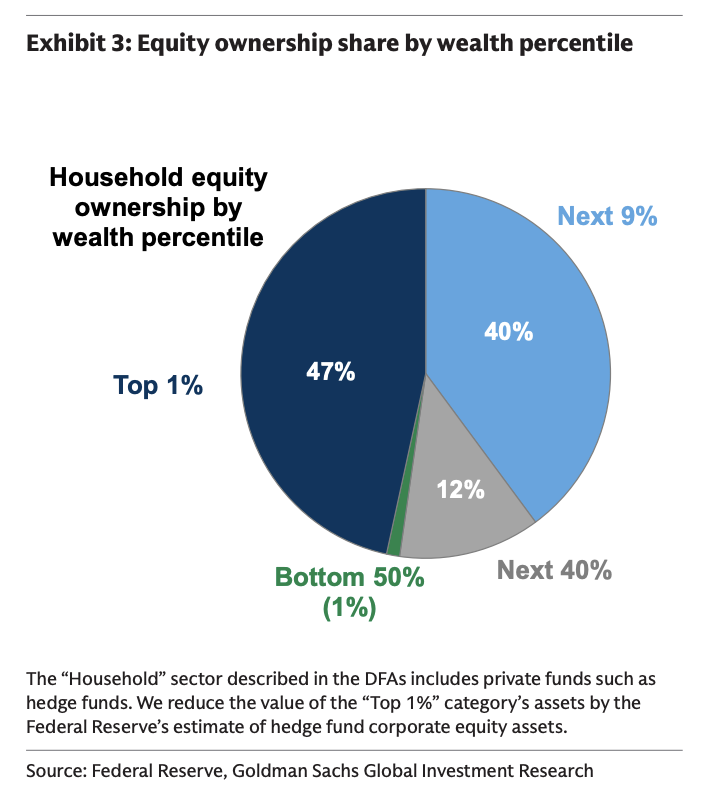 Exhibit 3: Equity ownership share by wealth percentile
Household equity
ownership by
wealth percentile
Next 9%
40%
47%
Top 1%
12%
Next 40%
Bottom 50%
(1%)
The “Household” sector described in the DFAs includes private funds such as
hedge funds. We reduce the value of the “Top 1%” category’s assets by the
Federal Reserve’s estimate of hedge fund corporate equity assets.
Source: Federal Reserve, Goldman Sachs Global Investment Research